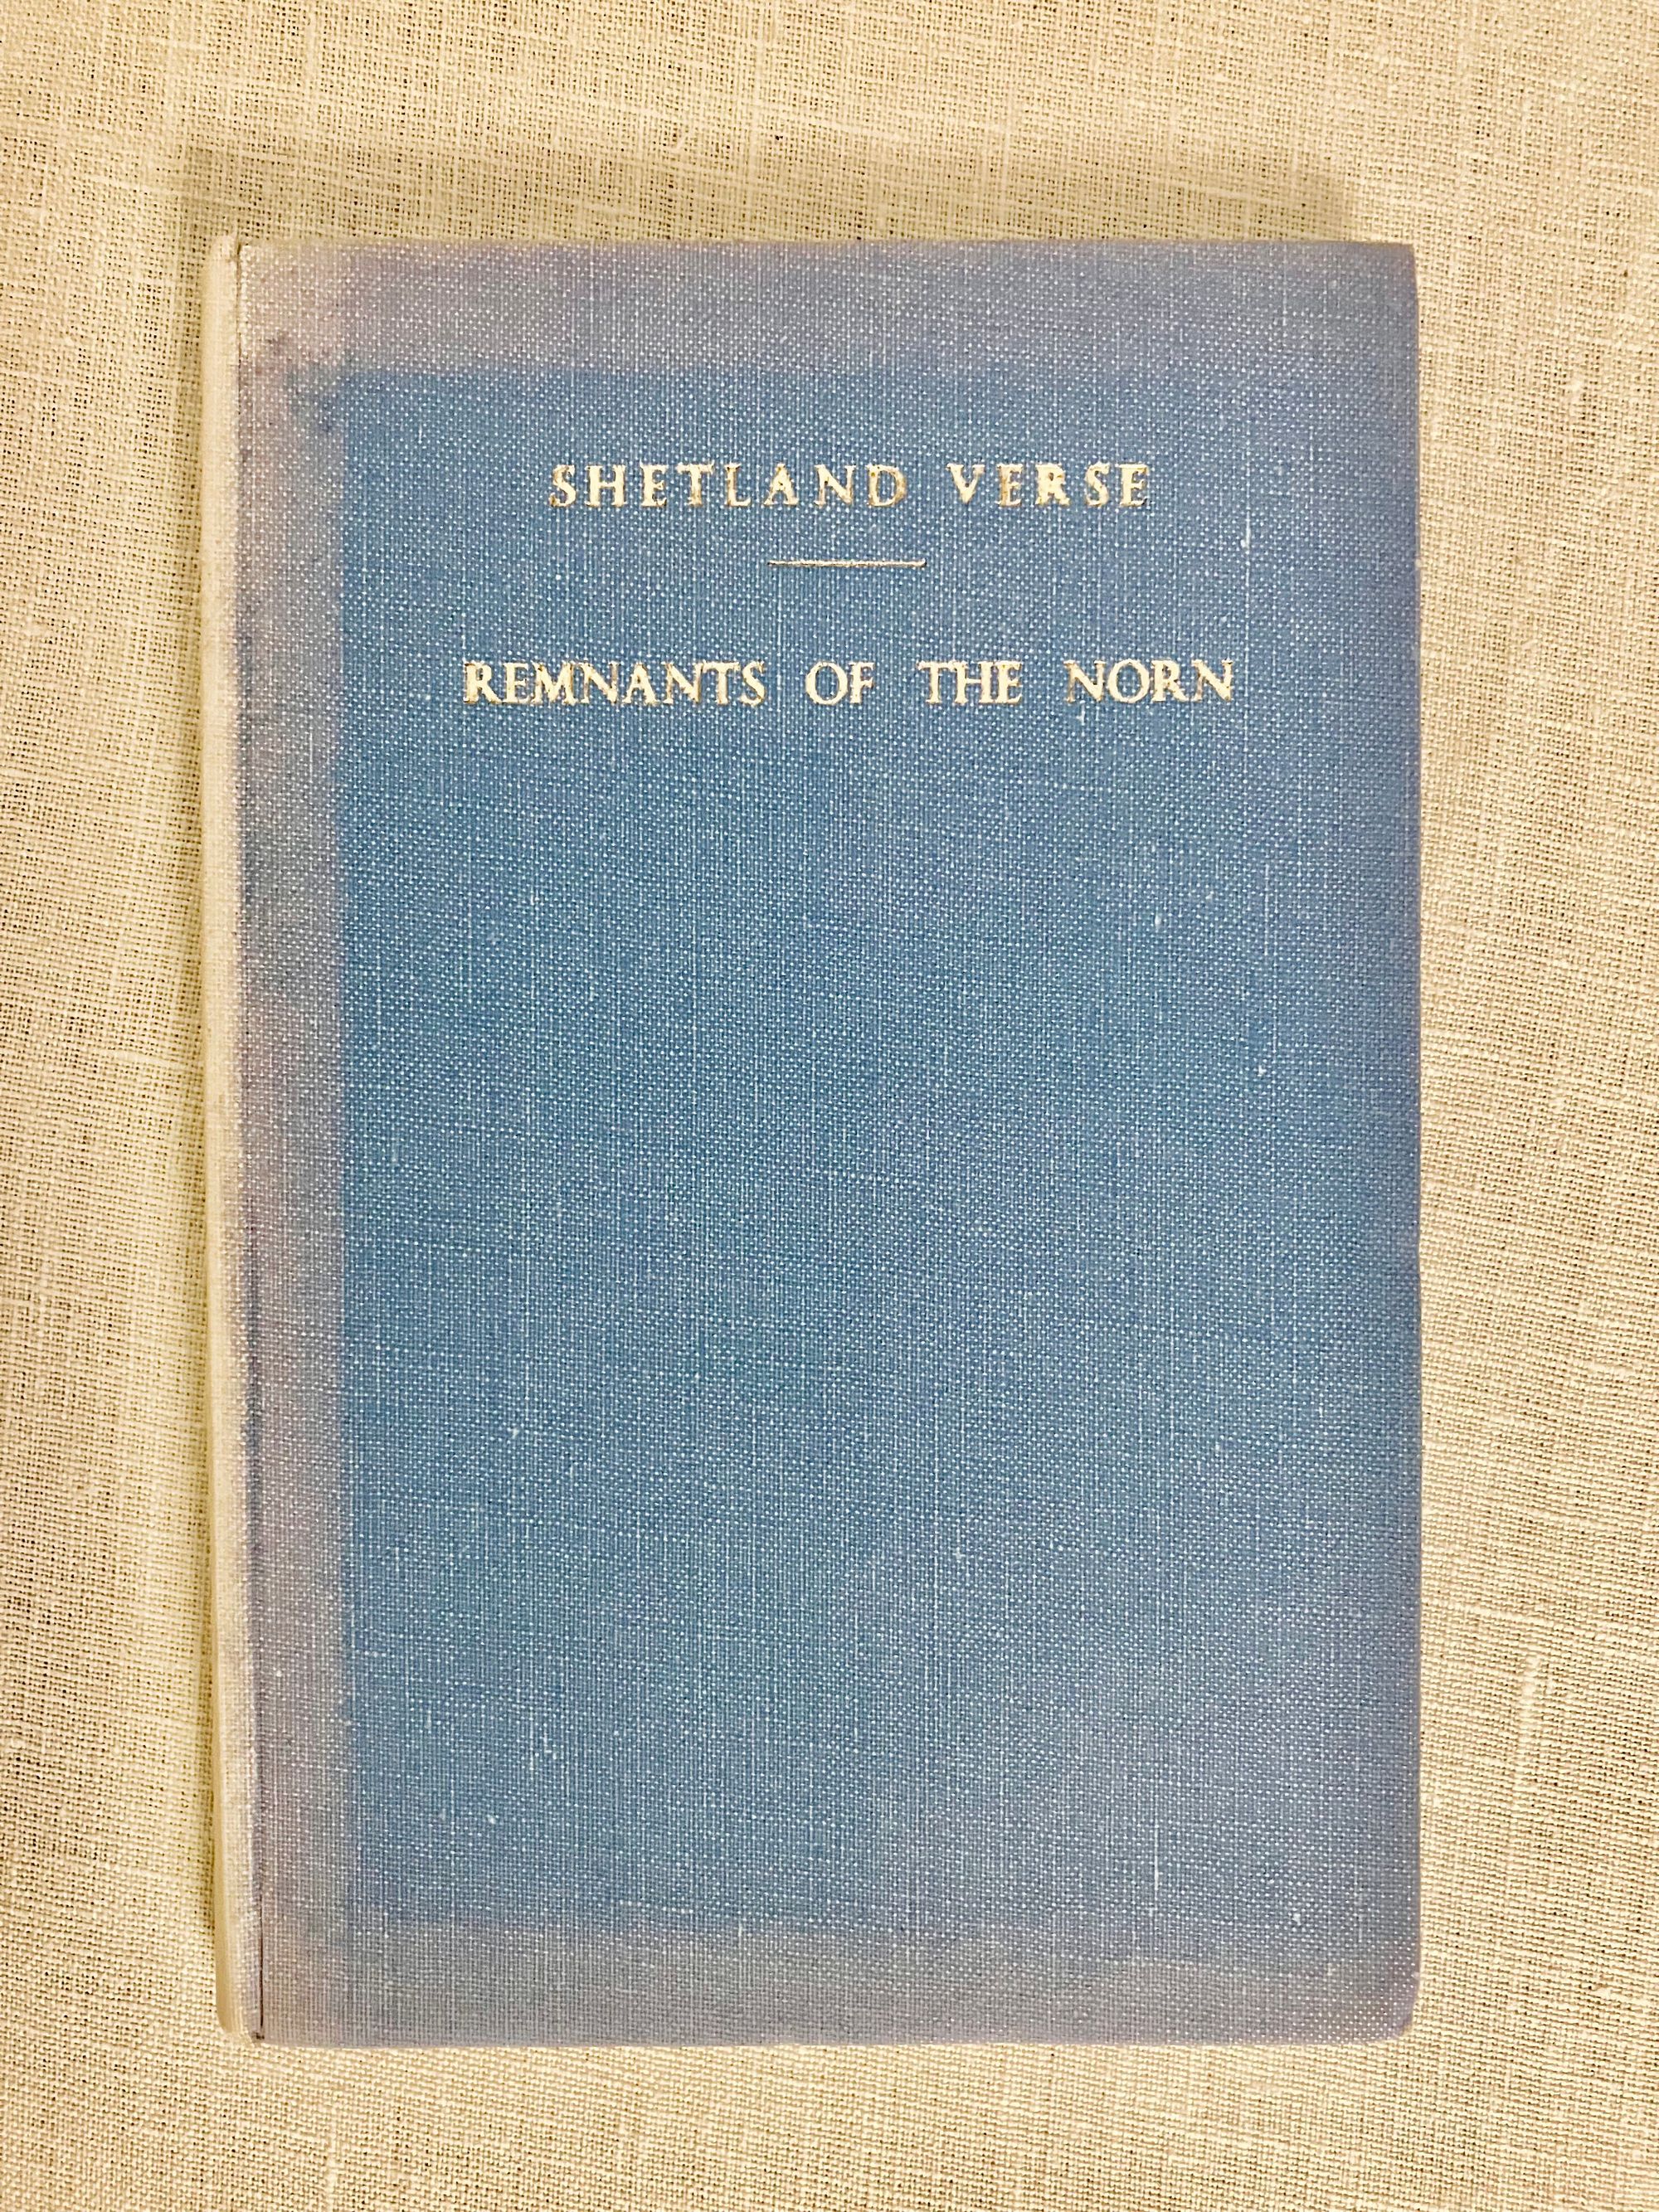 SHETLAND VERSE
REMNANTS OF THE NORN